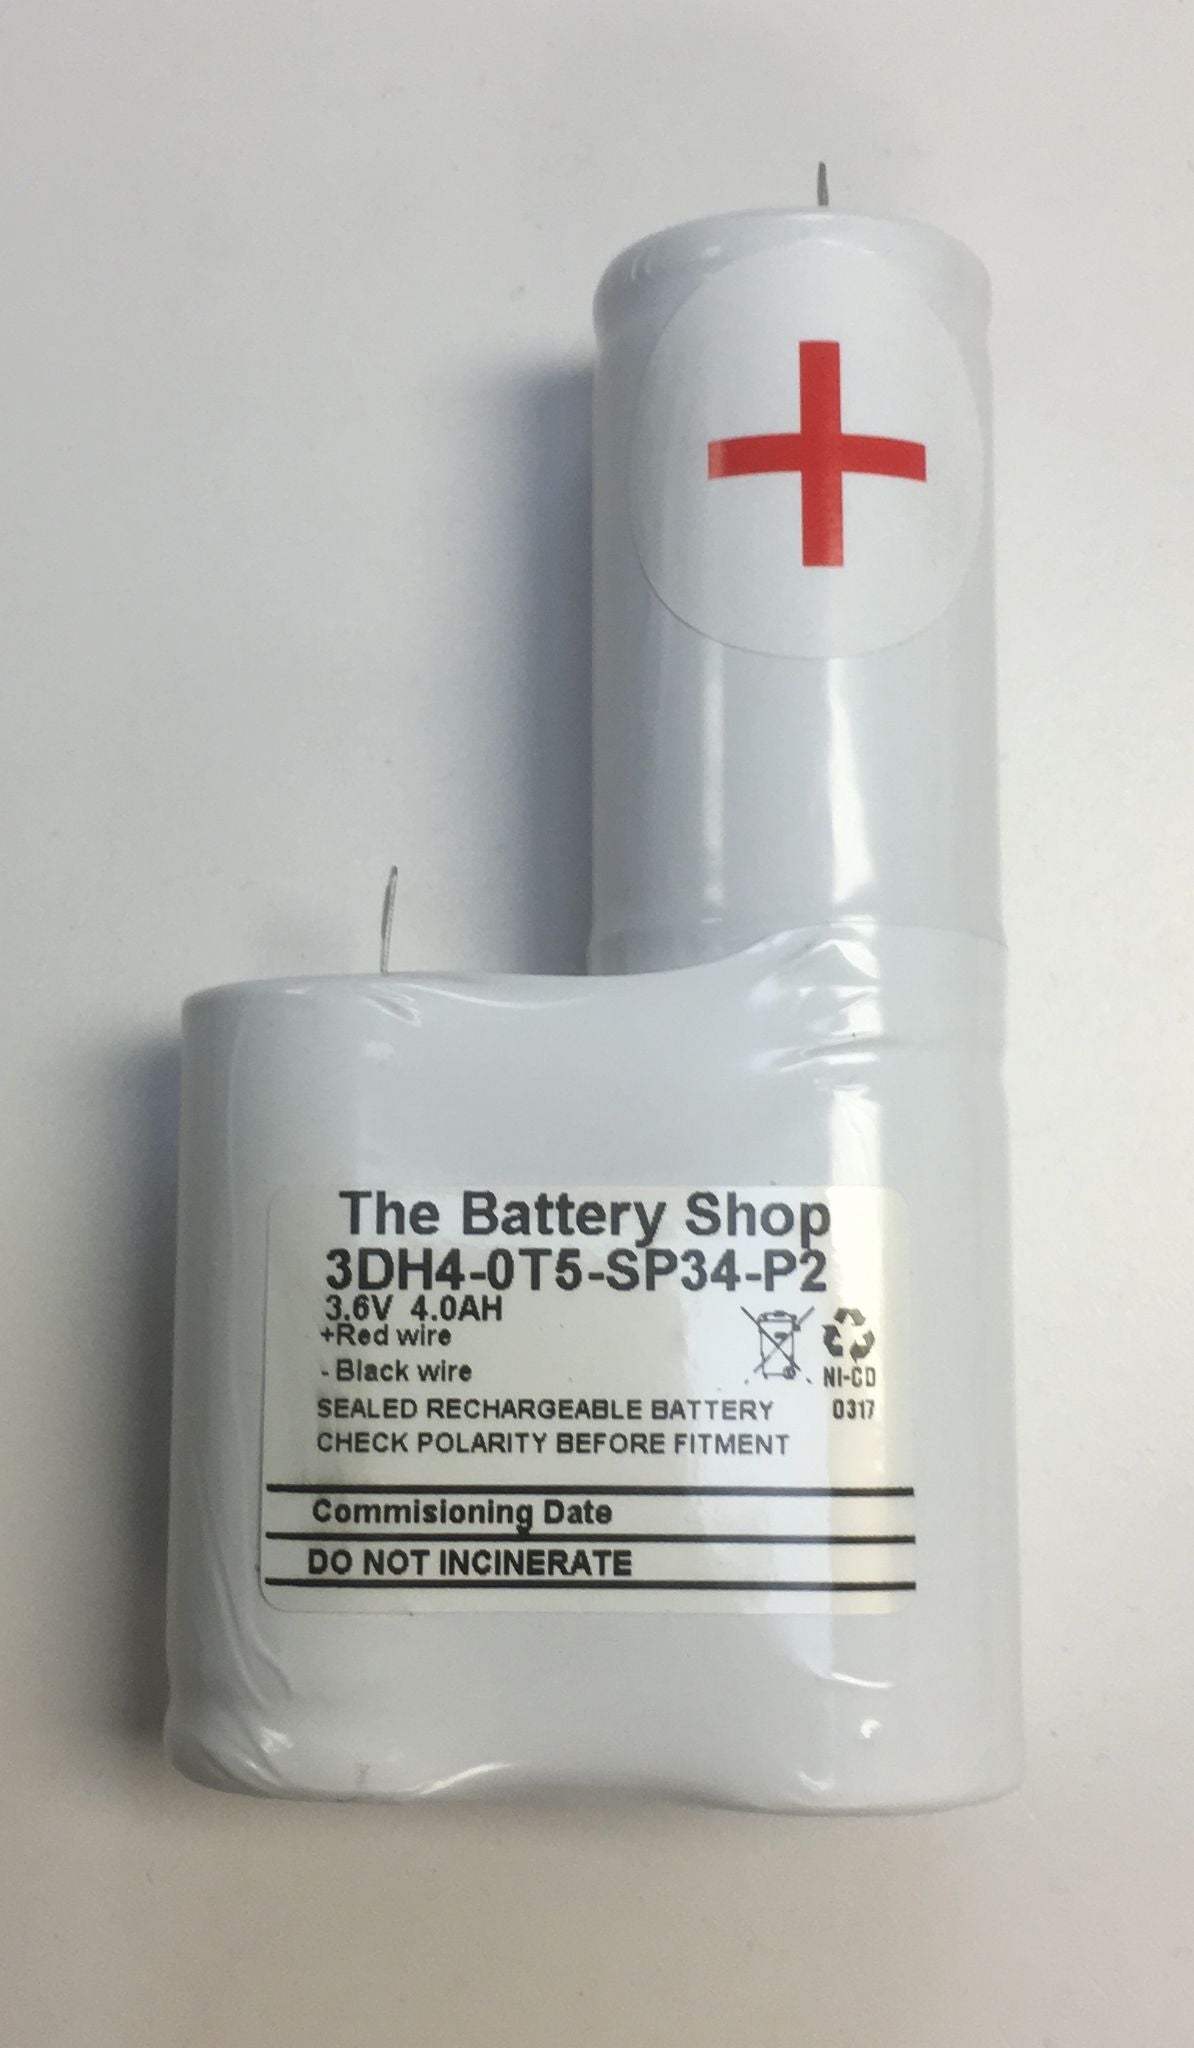 The Battery Shop
3DH4-0T5-SP34-P2
3.6V 4.0AH
+Red wire
- Black wire
NI-CD
SEALED RECHARGEABLE BATTERY 0317
CHECK POLARITY BEFORE FITMENT
Commisioning Date
DO NOT INCINERATE